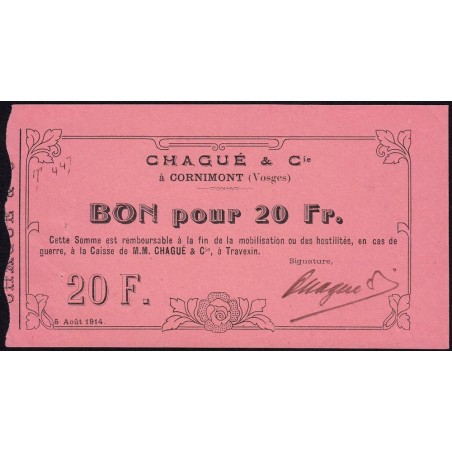 CHAGUÉ & Cie
à CORNIMONT (Vosges)
N° 447
BON pour 20 Fr.
Cette Somme est remboursable à la fin de la mobilisation ou des hostilités, en cas de
guerre, à la Caisse de M.M. CHAGUÉ & Cie, à Travexin.
Signature,
20 F.
Chagué
5 Août 1914.